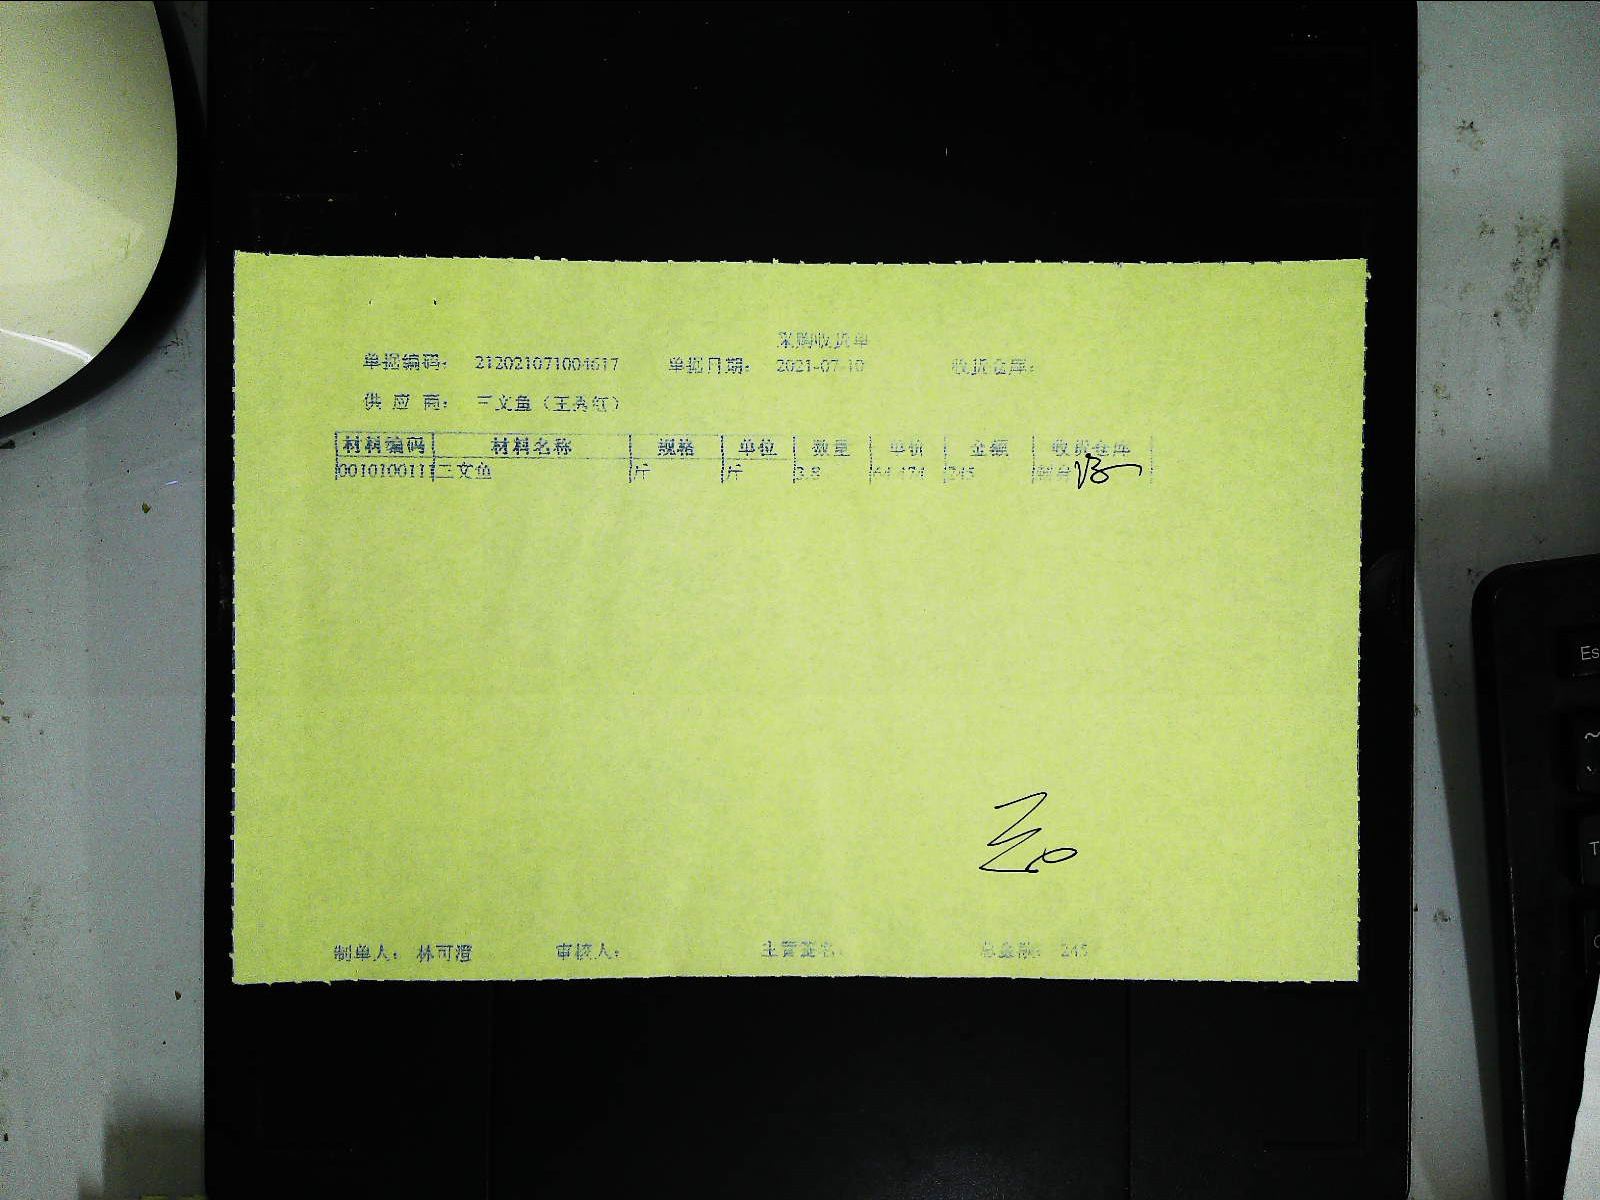 采购收货单
单据编码: 212021071004617 单据日期: 2021-07-10 收货仓库:
供应商: 三文鱼(王秀红)
材料编码 材料名称 规格 单位 数量 单价 金额 收货仓库
0010100111 三文鱼 斤 斤 3.8 64.474 245
制单人: 林可澄 审核人: 主管签名: 总金额: 245
Es